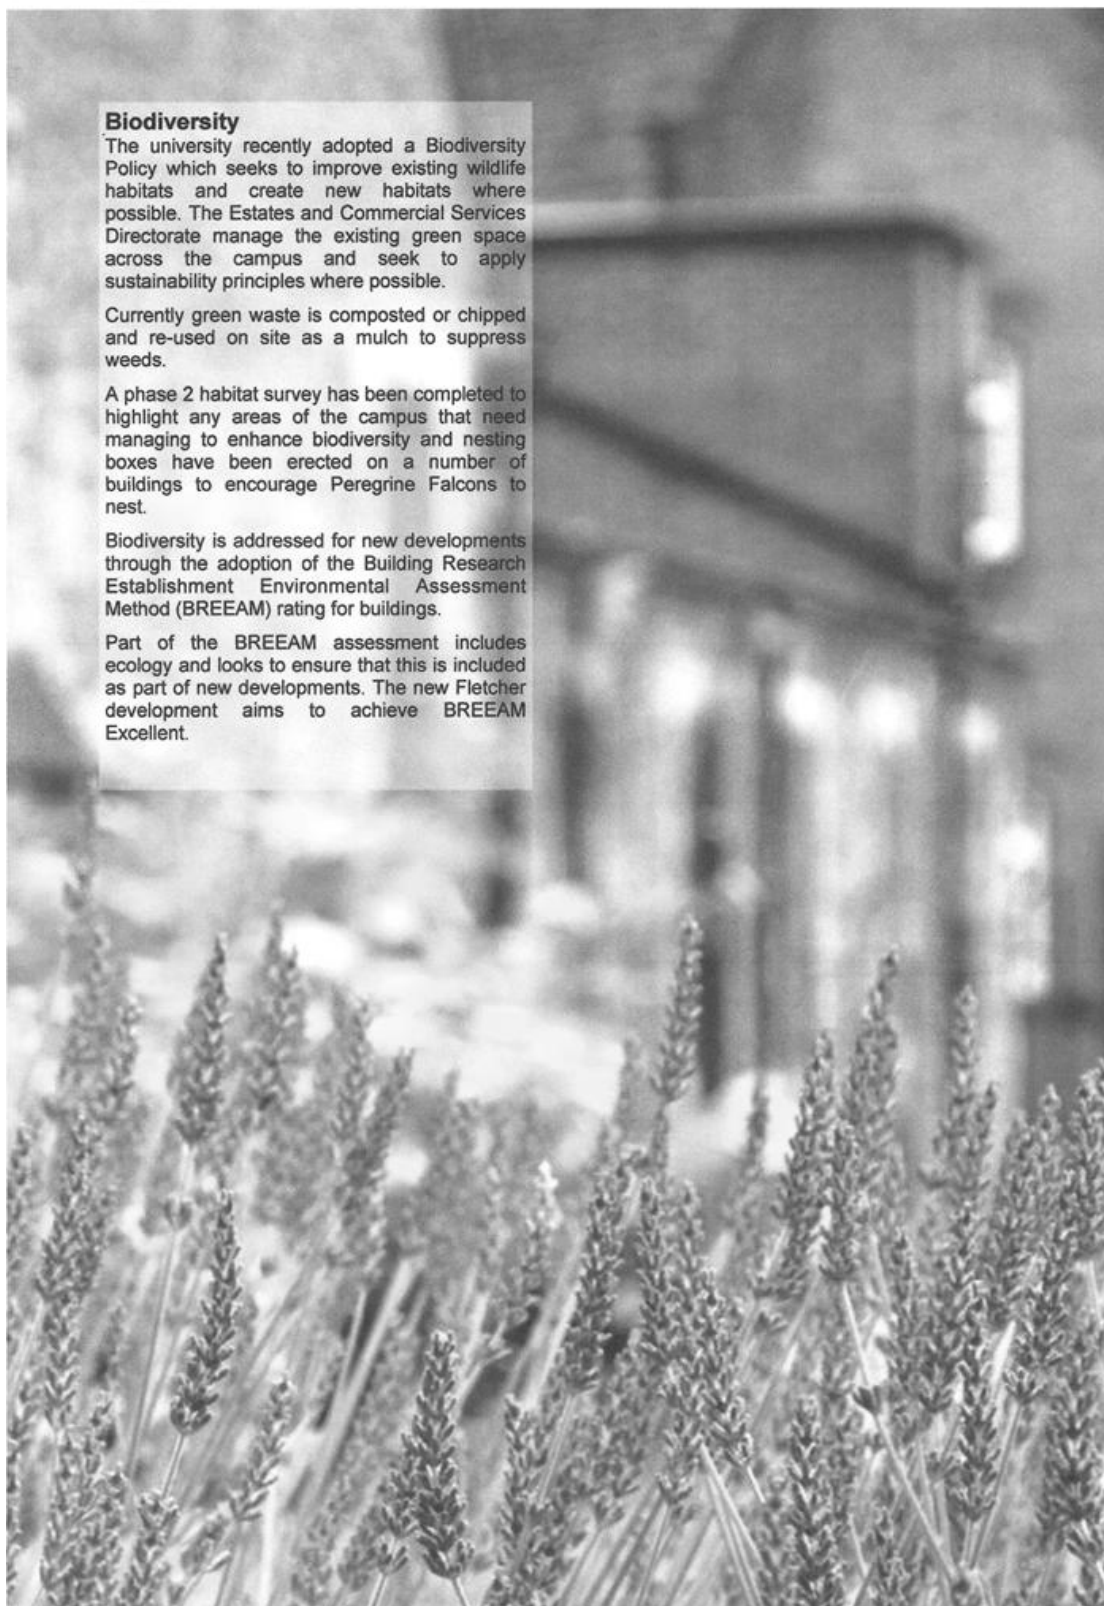 Biodiversity
The university recently adopted a Biodiversity
Policy which seeks to improve existing wildlife
habitats and create new habitats where
possible. The Estates and Commercial Services
Directorate manage the existing green space
across the campus and seek to apply
sustainability principles where possible.
Currently green waste is composted or chipped
and re-used on site as a mulch to suppress
weeds.
A phase 2 habitat survey has been completed to
highlight any areas of the campus that need
managing to enhance biodiversity and nesting
boxes have been erected on a number of
buildings to encourage Peregrine Falcons to
nest.
Biodiversity is addressed for new developments
through the adoption of the Building Research
Establishment Environmental Assessment
Method (BREEAM) rating for buildings.
Part of the BREEAM assessment includes
ecology and looks to ensure that this is included
as part of new developments. The new Fletcher
development aims to achieve BREEAM
Excellent.